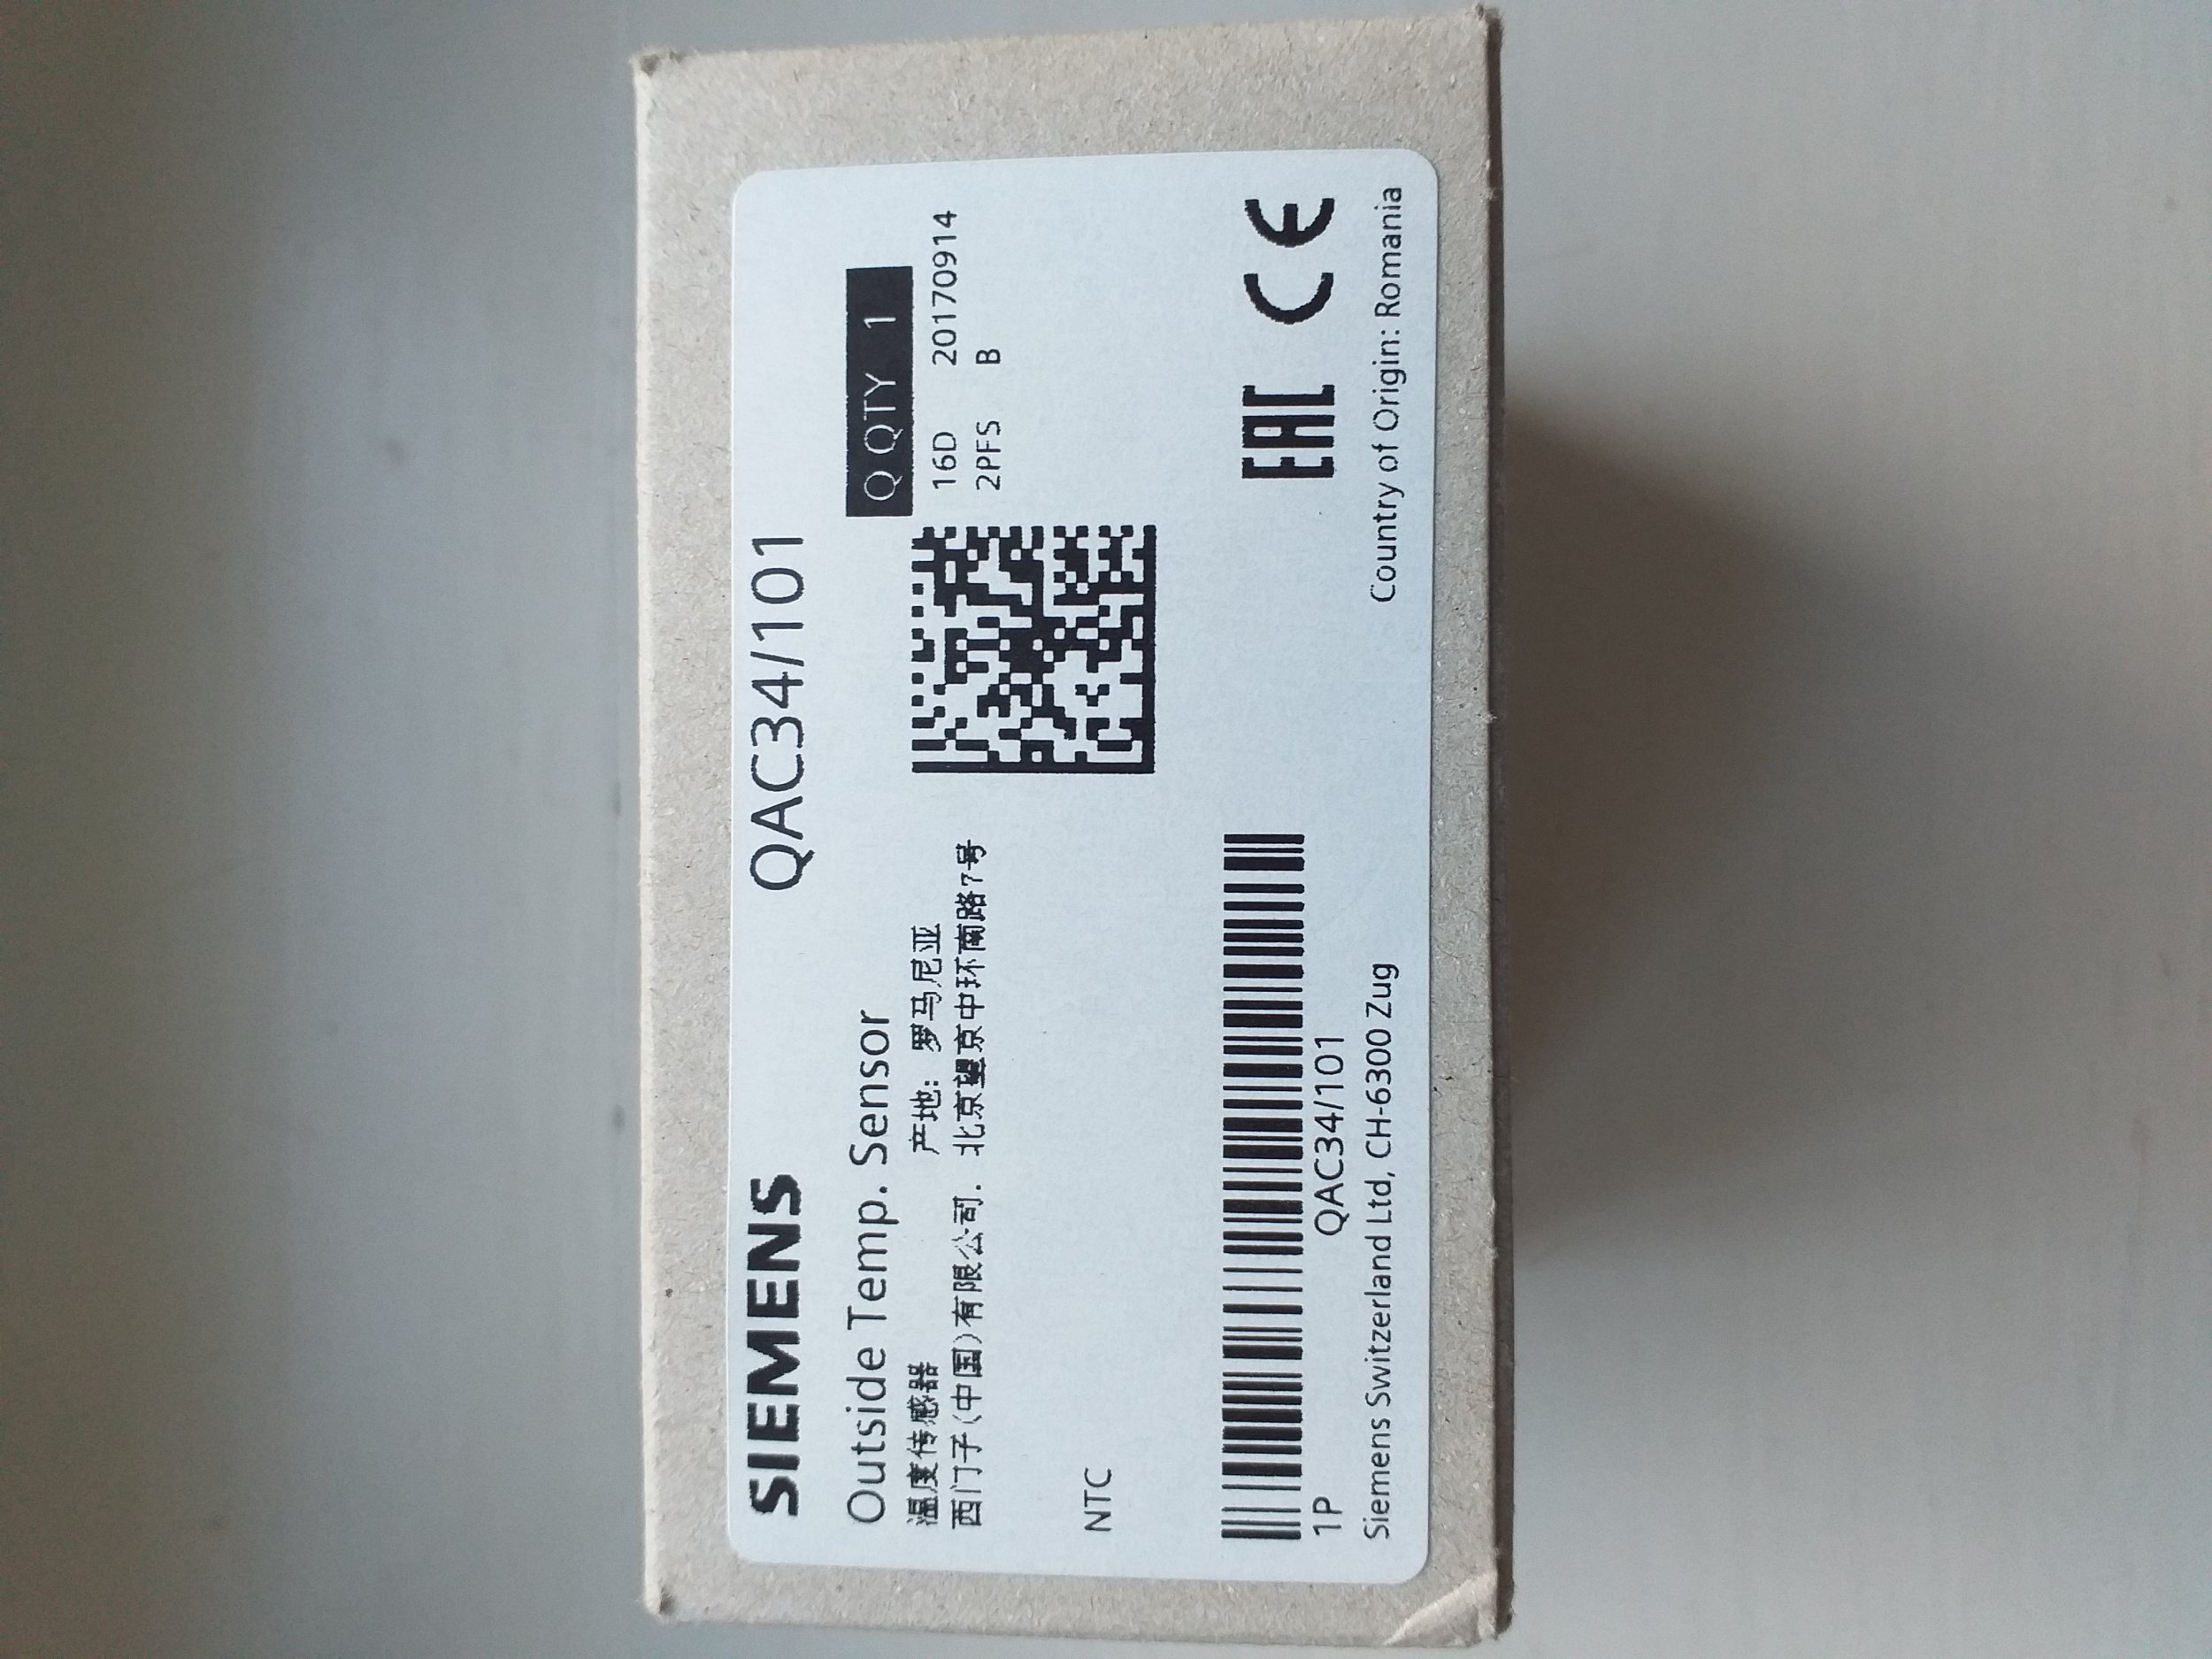 SIEMENS QAC34/101
Outside Temp. Sensor
Q QTY 1
温度传感器 产地: 罗马尼亚
西门子(中国)有限公司. 北京望京中环南路7号
16D 20170914
2PFS B
NTC
EAC CE
1P QAC34/101
Siemens Switzerland Ltd, CH-6300 Zug
Country of Origin: Romania